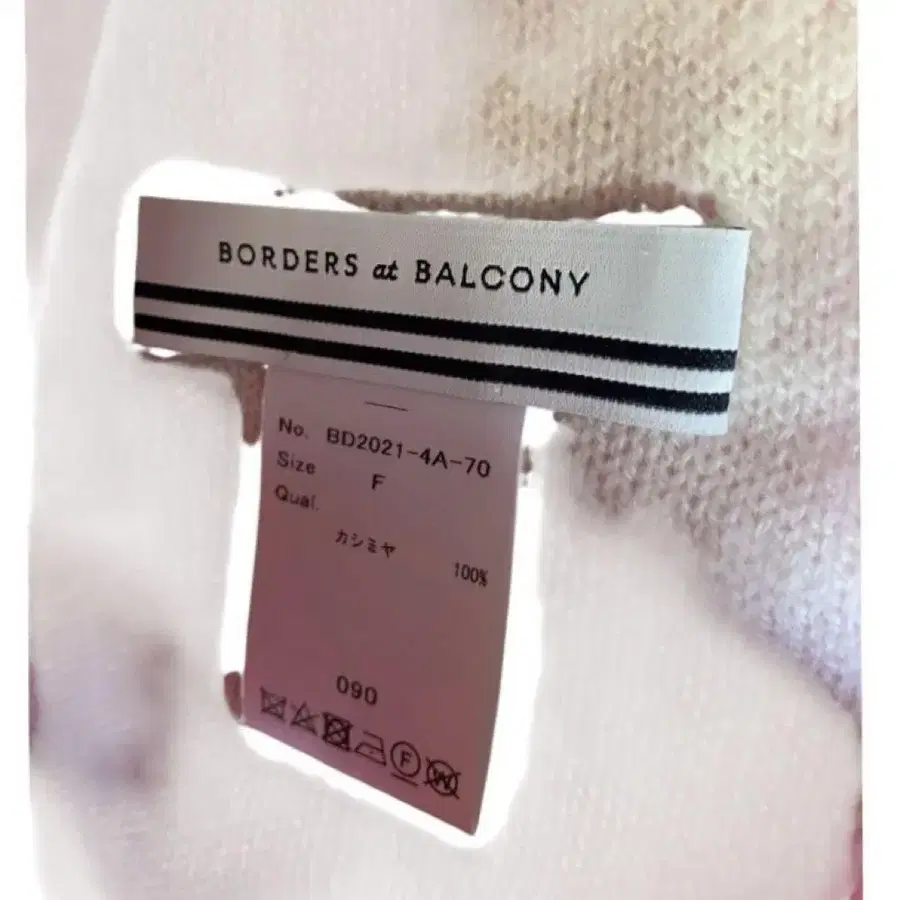 BORDERS at BALCONY
No. BD2021-4A-70
Size F
Qual.
カシミヤ
100%
090
F
W